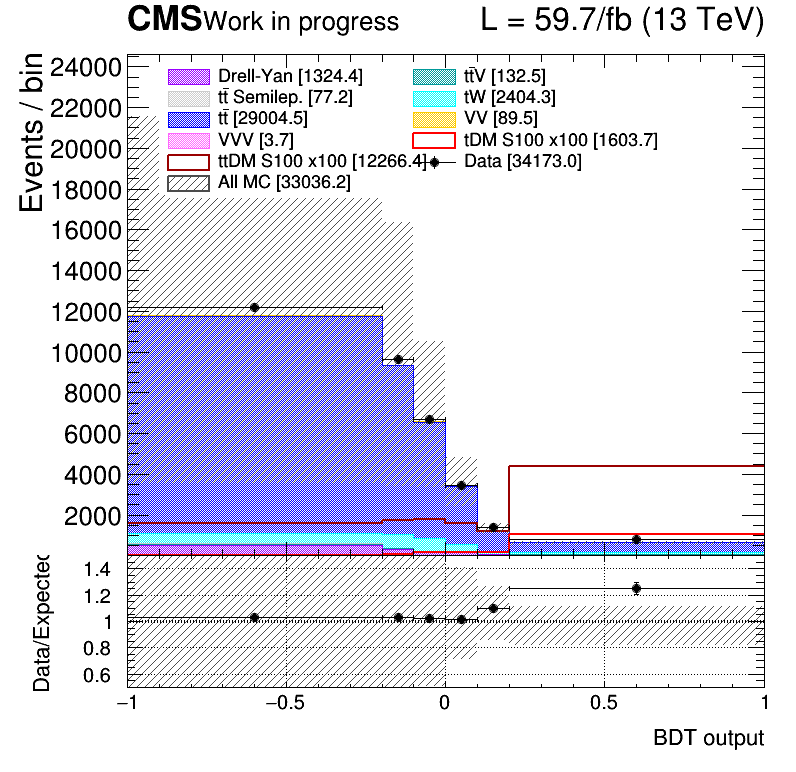 CMS Work in progress L = 59.7/fb (13 TeV)
Events / bin
24000
22000
20000
18000
16000
14000
12000
10000
8000
6000
4000
2000
Drell-Yan [1324.4] tt̄V [132.5]
tt̄ Semilep. [77.2] tW [2404.3]
tt̄ [29004.5] VV [89.5]
VVV [3.7] tDM S100 x100 [1603.7]
ttDM S100 x100 [12266.4] Data [34173.0]
All MC [33036.2]
Data/Expected
1.4
1.2
1
0.8
0.6
−1 −0.5 0 0.5 1
BDT output